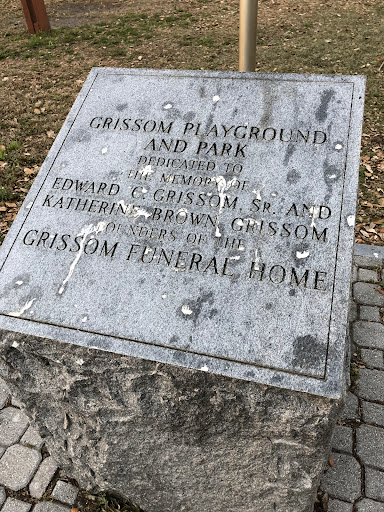 GRISSOM PLAYGROUND
AND PARK
DEDICATED TO
THE MEMORY OF
EDWARD C. GRISSOM, SR. AND
KATHERINE BROWN GRISSOM
FOUNDERS OF THE
GRISSOM FUNERAL HOME